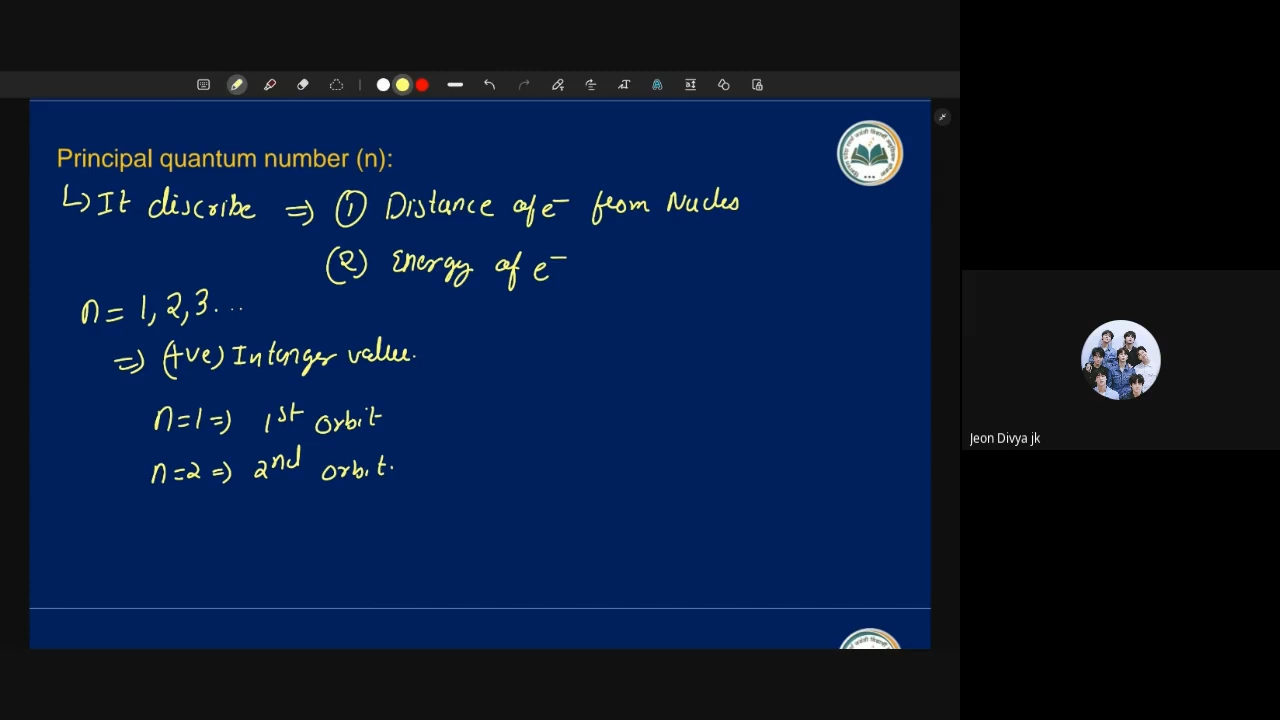 Principal quantum number (n):
↳ It discribe ⇒ ① Distance of e⁻ from Nucles
(2) Energy of e⁻
n = 1, 2, 3 . . .
⇒ (+ve) Intanger value.
n=1 ⇒ 1st orbit
n=2 ⇒ 2nd orbit.
Jeon Divya jk